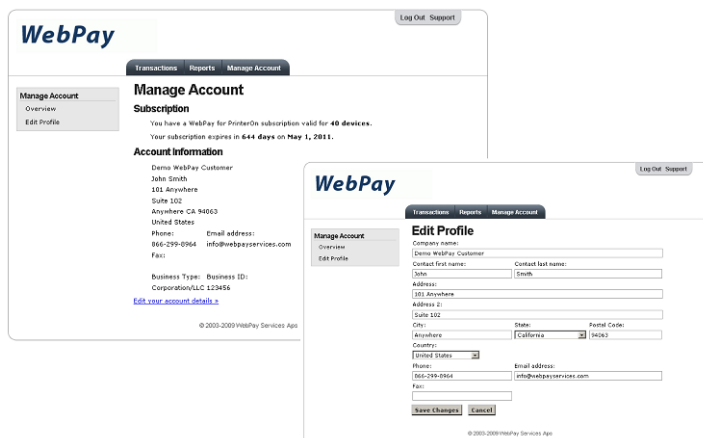 Log Out Support
WebPay
Transactions Reports Manage Account
Manage Account
Overview
Edit Profile
Manage Account
Subscription
You have a WebPay for PrinterOn subscription valid for 40 devices.
Your subscription expires in 644 days on May 1, 2011.
Account Information
Demo WebPay Customer
John Smith
101 Anywhere
Suite 102
Anywhere CA 94063
United States
Phone: Email address:
866-299-8964 info@webpayservices.com
Fax:
Business Type: Business ID:
Corporation/LLC 123456
Edit your account details »
© 2003-2009 WebPay Services Aps
Log Out Support
WebPay
Transactions Reports Manage Account
Manage Account
Overview
Edit Profile
Edit Profile
Company name:
Demo WebPay Customer
Contact first name: Contact last name:
John Smith
Address:
101 Anywhere
Address 2:
Suite 102
City: State: Postal Code:
Anywhere California 94063
Country:
United States
Phone: Email address:
866-299-8964 info@webpayservices.com
Fax:
Save Changes Cancel
© 2003-2009 WebPay Services Aps